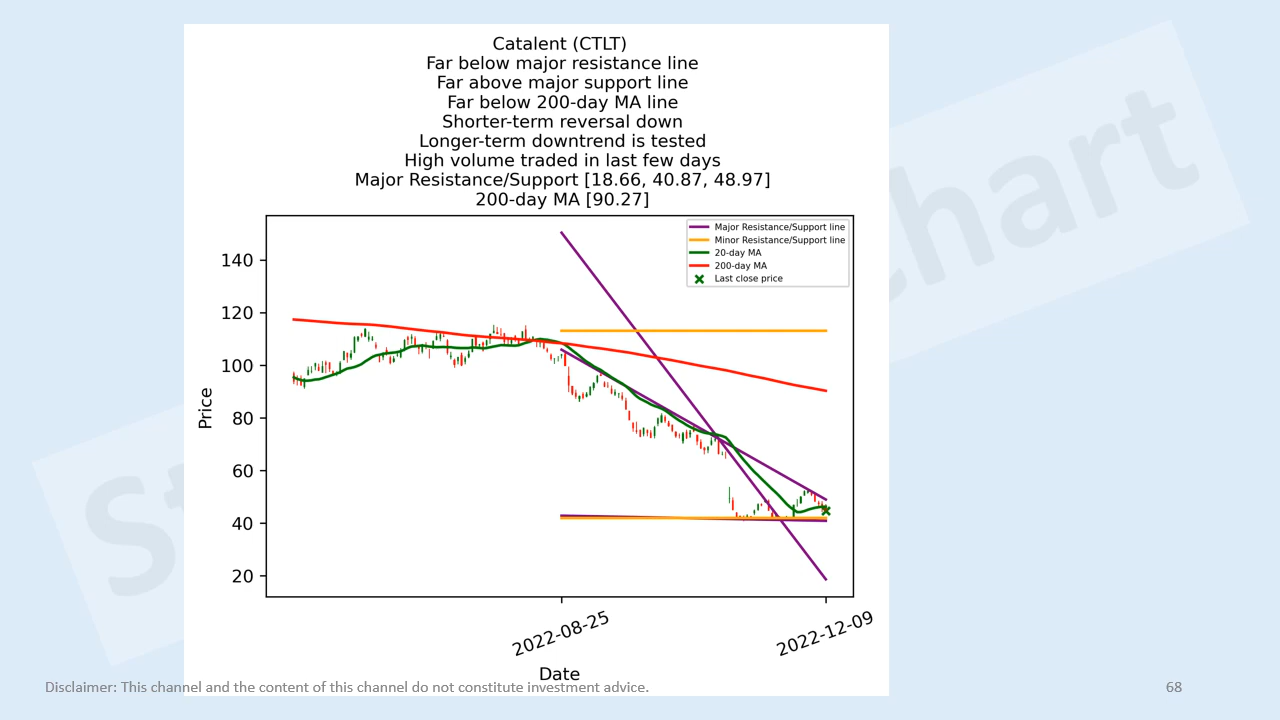 Catalent (CTLT)
Far below major resistance line
Far above major support line
Far below 200-day MA line
Shorter-term reversal down
Longer-term downtrend is tested
High volume traded in last few days
Major Resistance/Support [18.66, 40.87, 48.97]
200-day MA [90.27]
Major Resistance/Support line
Minor Resistance/Support line
20-day MA
200-day MA
Last close price
140
120
100
80
60
40
20
Price
2022-08-25
2022-12-09
Date
Disclaimer: This channel and the content of this channel do not constitute investment advice.
68
St
chart